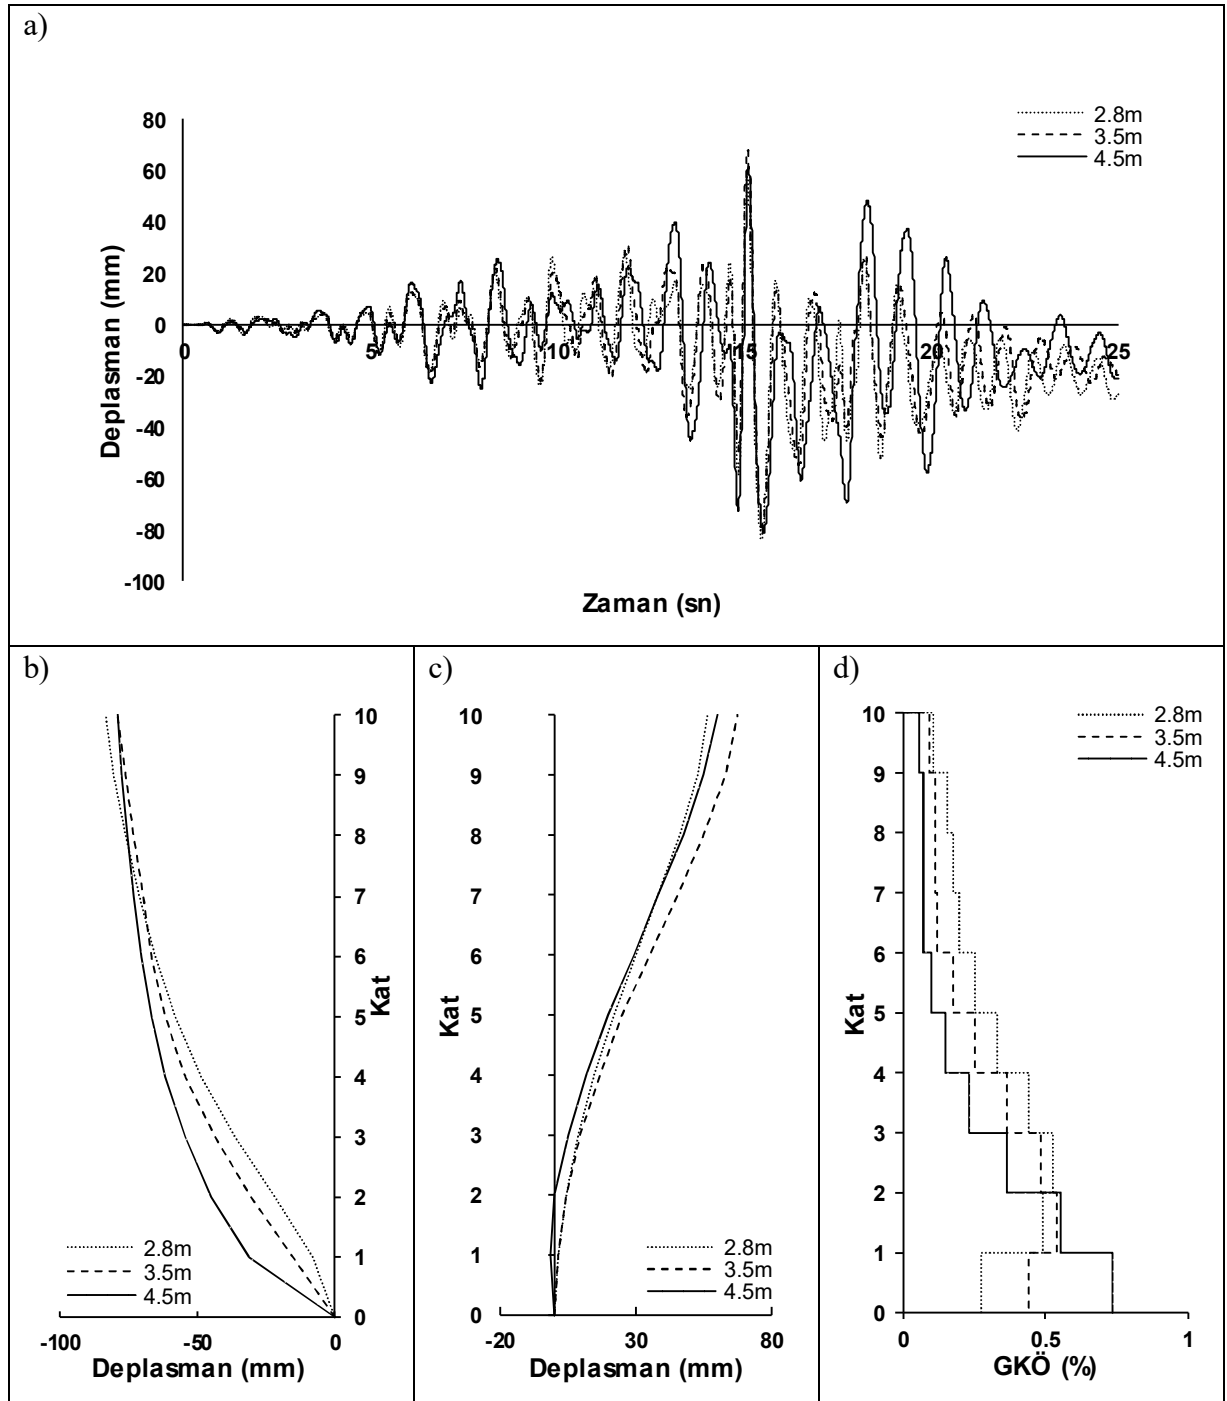 a)
80
60
40
20
0
-20
-40
-60
-80
-100
Deplasman (mm)
0
5
10
15
20
25
Zaman (sn)
2.8m
3.5m
4.5m
b)
10
9
8
7
6
5
4
3
2
1
0
Kat
2.8m
3.5m
4.5m
-100
-50
0
Deplasman (mm)
c)
10
9
8
7
6
5
4
3
2
1
0
Kat
2.8m
3.5m
4.5m
-20
30
80
Deplasman (mm)
d)
10
9
8
7
6
5
4
3
2
1
0
Kat
2.8m
3.5m
4.5m
0
0.5
1
GKÖ (%)